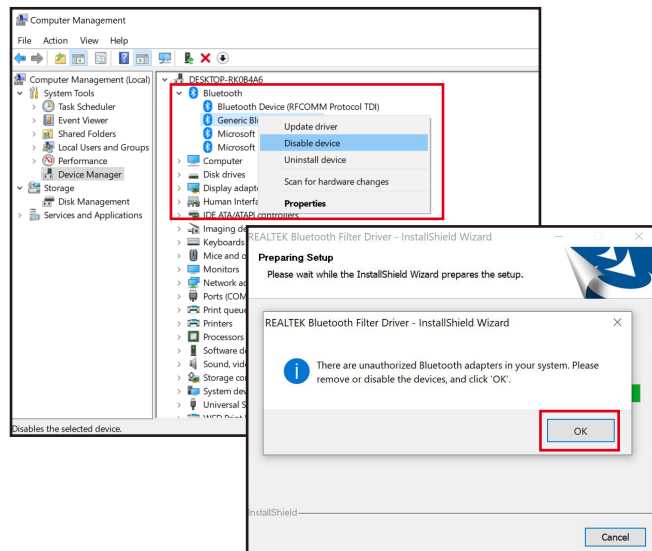 Computer Management
File Action View Help
Computer Management (Local)
System Tools
Task Scheduler
Event Viewer
Shared Folders
Local Users and Groups
Performance
Device Manager
Storage
Disk Management
Services and Applications
DESKTOP-RK0B4A6
Bluetooth
Bluetooth Device (RFCOMM Protocol TDI)
Generic Bl
Microsoft
Microsoft
Computer
Disk drives
Display adapt
Human Interfa
IDE ATA/ATAPI controllers
Imaging de
Keyboards
Mice and o
Monitors
Network ad
Ports (COM
Print queue
Printers
Processors
Software de
Sound, vide
Storage con
System dev
Universal S
WSD Print
Update driver
Disable device
Uninstall device
Scan for hardware changes
Properties
Disables the selected device.
REALTEK Bluetooth Filter Driver - InstallShield Wizard
Preparing Setup
Please wait while the InstallShield Wizard prepares the setup.
REALTEK Bluetooth Filter Driver - InstallShield Wizard
There are unauthorized Bluetooth adapters in your system. Please
remove or disable the devices, and click 'OK'.
OK
InstallShield
Cancel